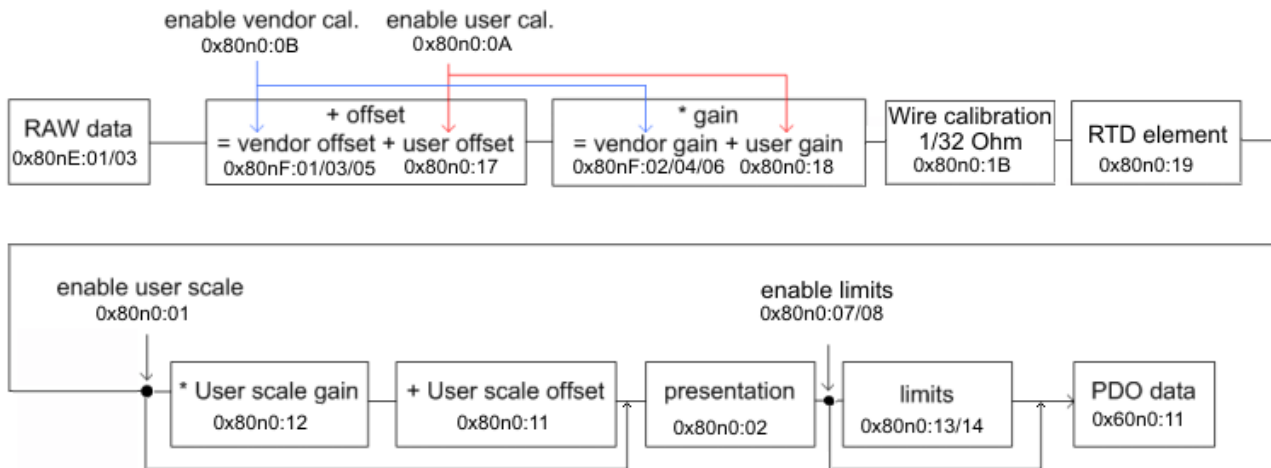 enable vendor cal.
0x80n0:0B
enable user cal.
0x80n0:0A
RAW data
0x80nE:01/03
+ offset
= vendor offset + user offset
0x80nF:01/03/05 0x80n0:17
* gain
= vendor gain + user gain
0x80nF:02/04/06 0x80n0:18
Wire calibration
1/32 Ohm
0x80n0:1B
RTD element
0x80n0:19
enable user scale
0x80n0:01
* User scale gain
0x80n0:12
+ User scale offset
0x80n0:11
presentation
0x80n0:02
enable limits
0x80n0:07/08
limits
0x80n0:13/14
PDO data
0x60n0:11